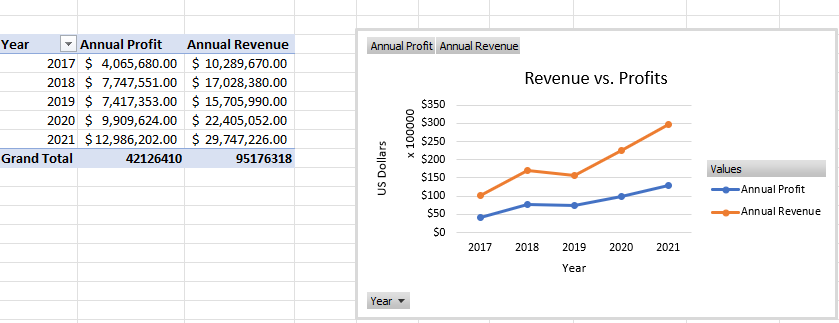 Year Annual Profit Annual Revenue
2017 $ 4,065,680.00 $ 10,289,670.00
2018 $ 7,747,551.00 $ 17,028,380.00
2019 $ 7,417,353.00 $ 15,705,990.00
2020 $ 9,909,624.00 $ 22,405,052.00
2021 $ 12,986,202.00 $ 29,747,226.00
Grand Total 42126410 95176318
Annual Profit Annual Revenue
Revenue vs. Profits
US Dollars
x 100000
$350
$300
$250
$200
$150
$100
$50
$0
2017 2018 2019 2020 2021
Year
Values
Annual Profit
Annual Revenue
Year